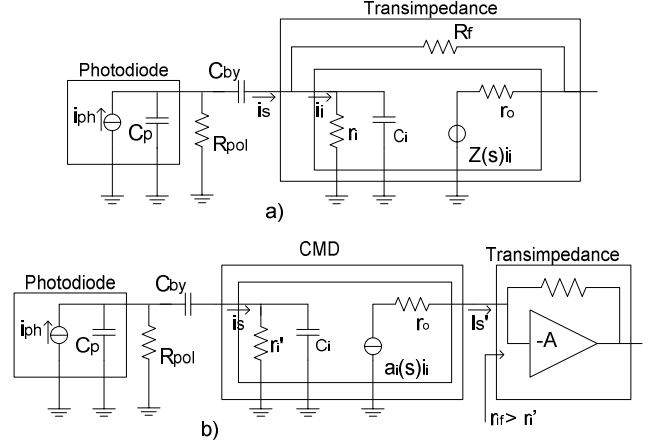 Transimpedance
Rf
Photodiode
Cby
is
ii
ro
iph
Cp
Rpol
ri
Ci
Z(s)ii
a)
CMD
Transimpedance
Photodiode
Cby
is
ro
Is'
iph
Cp
Rpol
ri'
Ci
ai(s)ii
-A
rif> ri'
b)